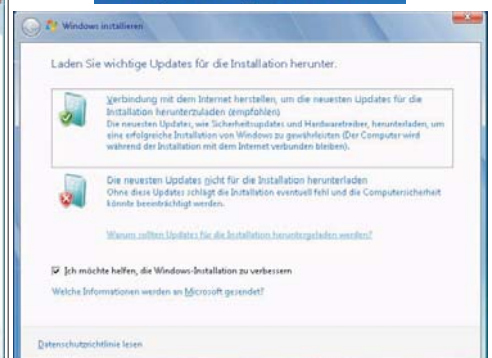 Windows installieren
Laden Sie wichtige Updates für die Installation herunter.
Verbindung mit dem Internet herstellen, um die neuesten Updates für die
Installation herunterzuladen (empfohlen)
Die neuesten Updates, wie Sicherheitsupdates und Hardwaretreiber, herunterladen, um
eine erfolgreiche Installation von Windows zu gewährleisten (Der Computer wird
während der Installation mit dem Internet verbunden bleiben).
Die neuesten Updates nicht für die Installation herunterladen
Ohne diese Updates schlägt die Installation eventuell fehl und die Computersicherheit
könnte beeinträchtigt werden.
Warum sollten Updates für die Installation heruntergeladen werden?
Ich möchte helfen, die Windows-Installation zu verbessern
Welche Informationen werden an Microsoft gesendet?
Datenschutzrichtlinie lesen